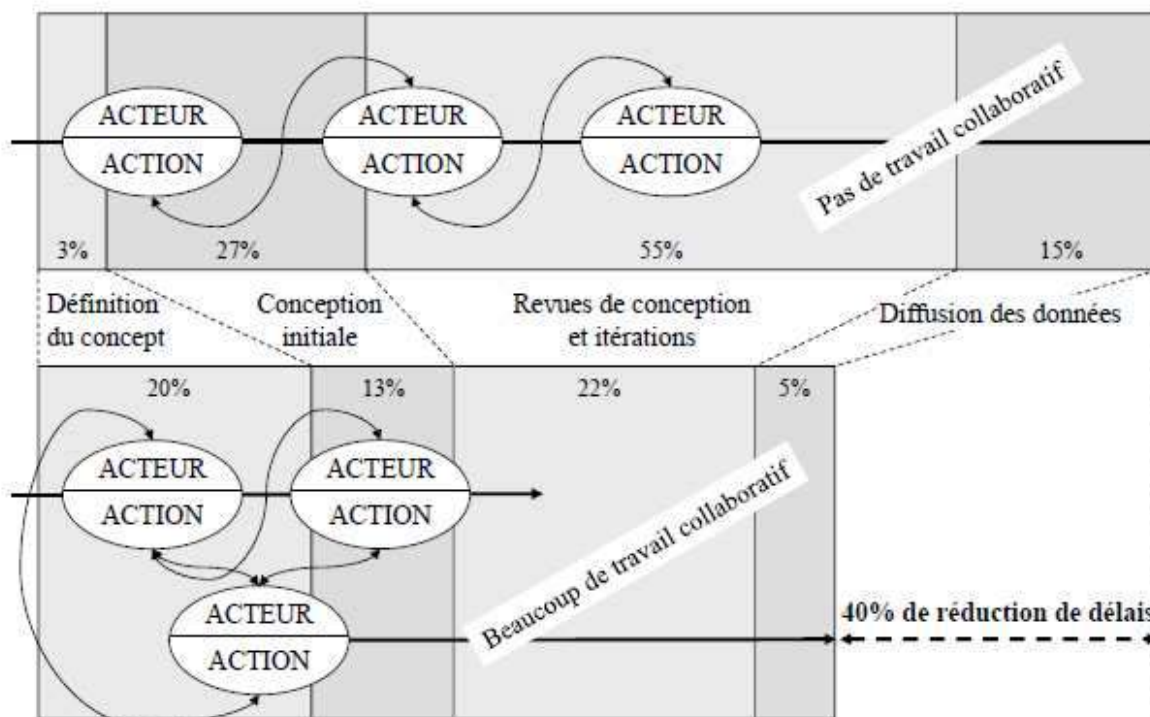 ACTEUR
ACTION
ACTEUR
ACTION
ACTEUR
ACTION
Pas de travail collaboratif
3%
27%
55%
15%
Définition
du concept
Conception
initiale
Revues de conception
et itérations
Diffusion des données
20%
13%
22%
5%
ACTEUR
ACTION
ACTEUR
ACTION
ACTEUR
ACTION
Beaucoup de travail collaboratif
40% de réduction de délais